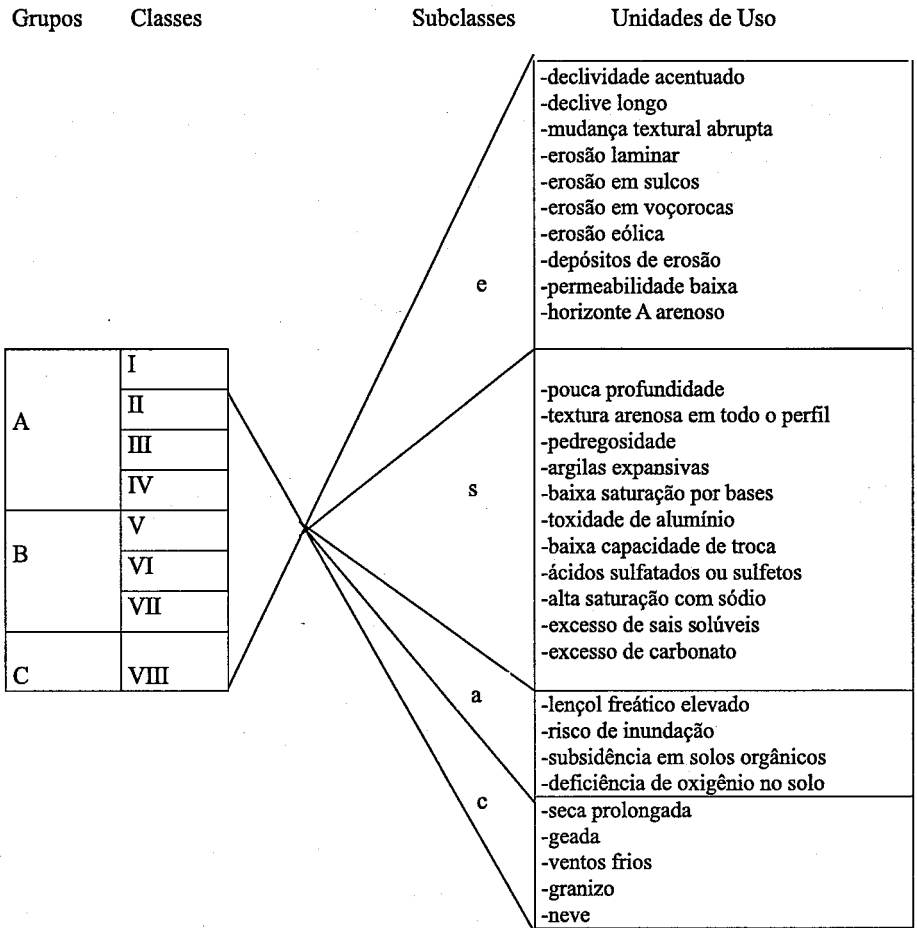 Grupos Classes Subclasses Unidades de Uso
-declividade acentuado
-declive longo
-mudança textural abrupta
-erosão laminar
-erosão em sulcos
-erosão em voçorocas
-erosão eólica
-depósitos de erosão
e
-permeabilidade baixa
-horizonte A arenoso
I
A
II
III
IV
B
V
VI
VII
C
VIII
-pouca profundidade
-textura arenosa em todo o perfil
-pedregosidade
-argilas expansivas
s
-baixa saturação por bases
-toxidade de alumínio
-baixa capacidade de troca
-ácidos sulfatados ou sulfetos
-alta saturação com sódio
-excesso de sais solúveis
-excesso de carbonato
a
-lençol freático elevado
-risco de inundação
-subsidência em solos orgânicos
-deficiência de oxigênio no solo
c
-seca prolongada
-geada
-ventos frios
-granizo
-neve